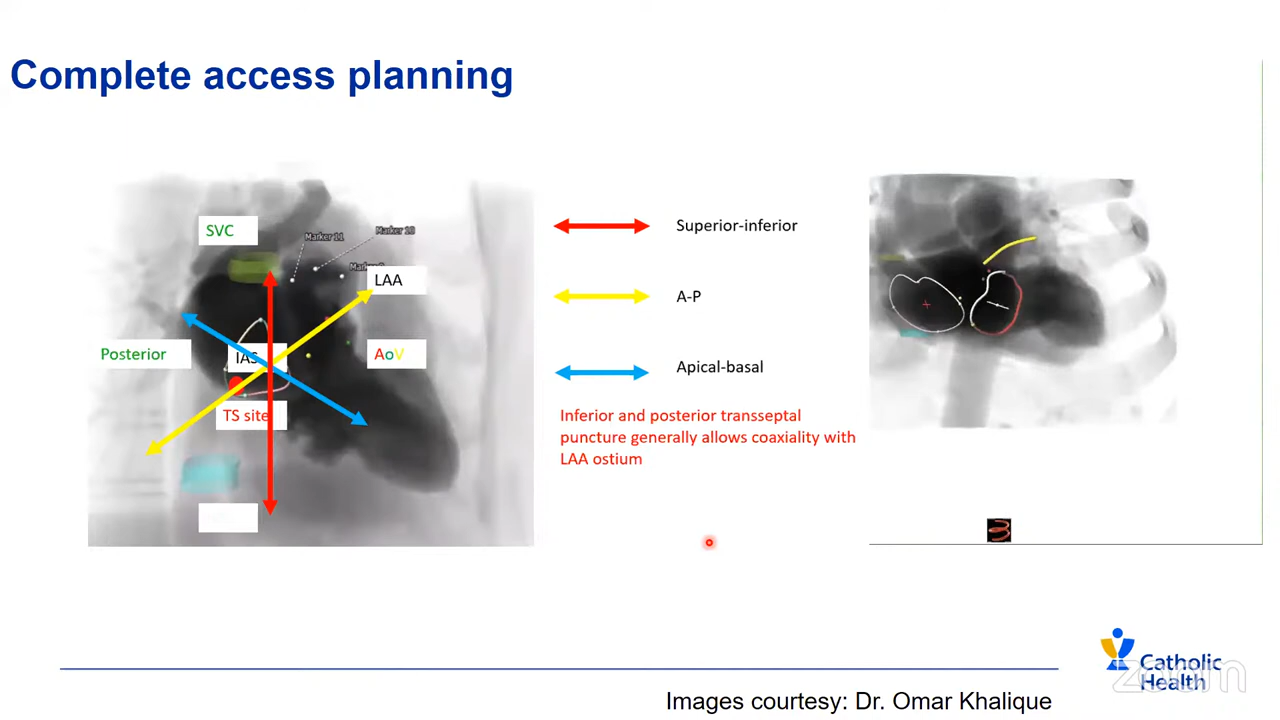 Complete access planning
SVC
Marker 11
Marker 10
LAA
Posterior
IAS
AoV
TS site
Superior-inferior
A-P
Apical-basal
Inferior and posterior transseptal
puncture generally allows coaxiality with
LAA ostium
Catholic
Health
zoom
Images courtesy: Dr. Omar Khalique